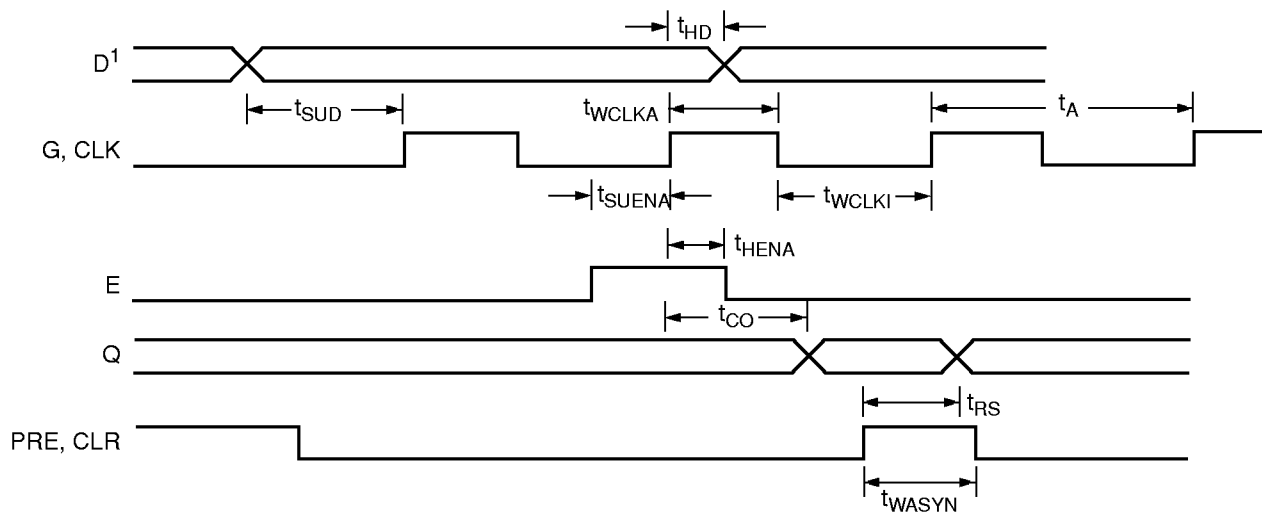 tHD
D1
tSUD
tWCLKA
tA
G, CLK
tSUENA
tWCLKI
tHENA
E
tCO
Q
tRS
PRE, CLR
tWASYN